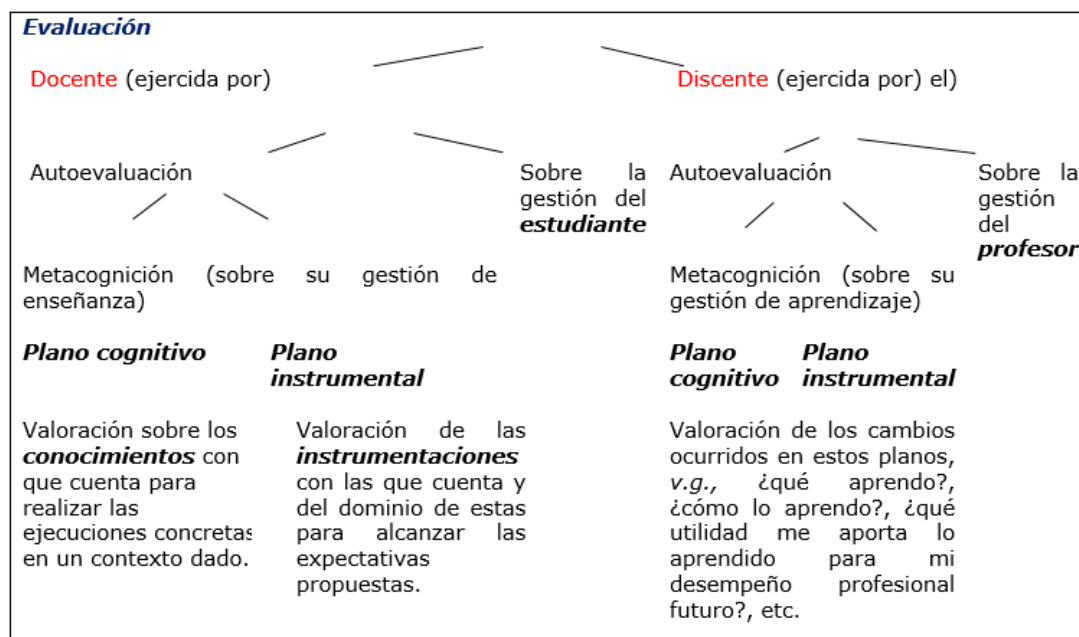 Evaluación
Docente (ejercida por)
Discente (ejercida por) el)
Autoevaluación
Sobre la
gestión del
estudiante
Autoevaluación
Sobre la
gestión
del
profesor
Metacognición (sobre su gestión de
enseñanza)
Metacognición (sobre su
gestión de aprendizaje)
Plano cognitivo
Plano
instrumental
Plano
cognitivo
Plano
instrumental
Valoración sobre los
conocimientos con
que cuenta para
realizar las
ejecuciones concretas
en un contexto dado.
Valoración de las
instrumentaciones
con las que cuenta y
del dominio de estas
para alcanzar las
expectativas
propuestas.
Valoración de los cambios
ocurridos en estos planos,
v.g., ¿qué aprendo?,
¿cómo lo aprendo?, ¿qué
utilidad me aporta lo
aprendido para mi
desempeño profesional
futuro?, etc.